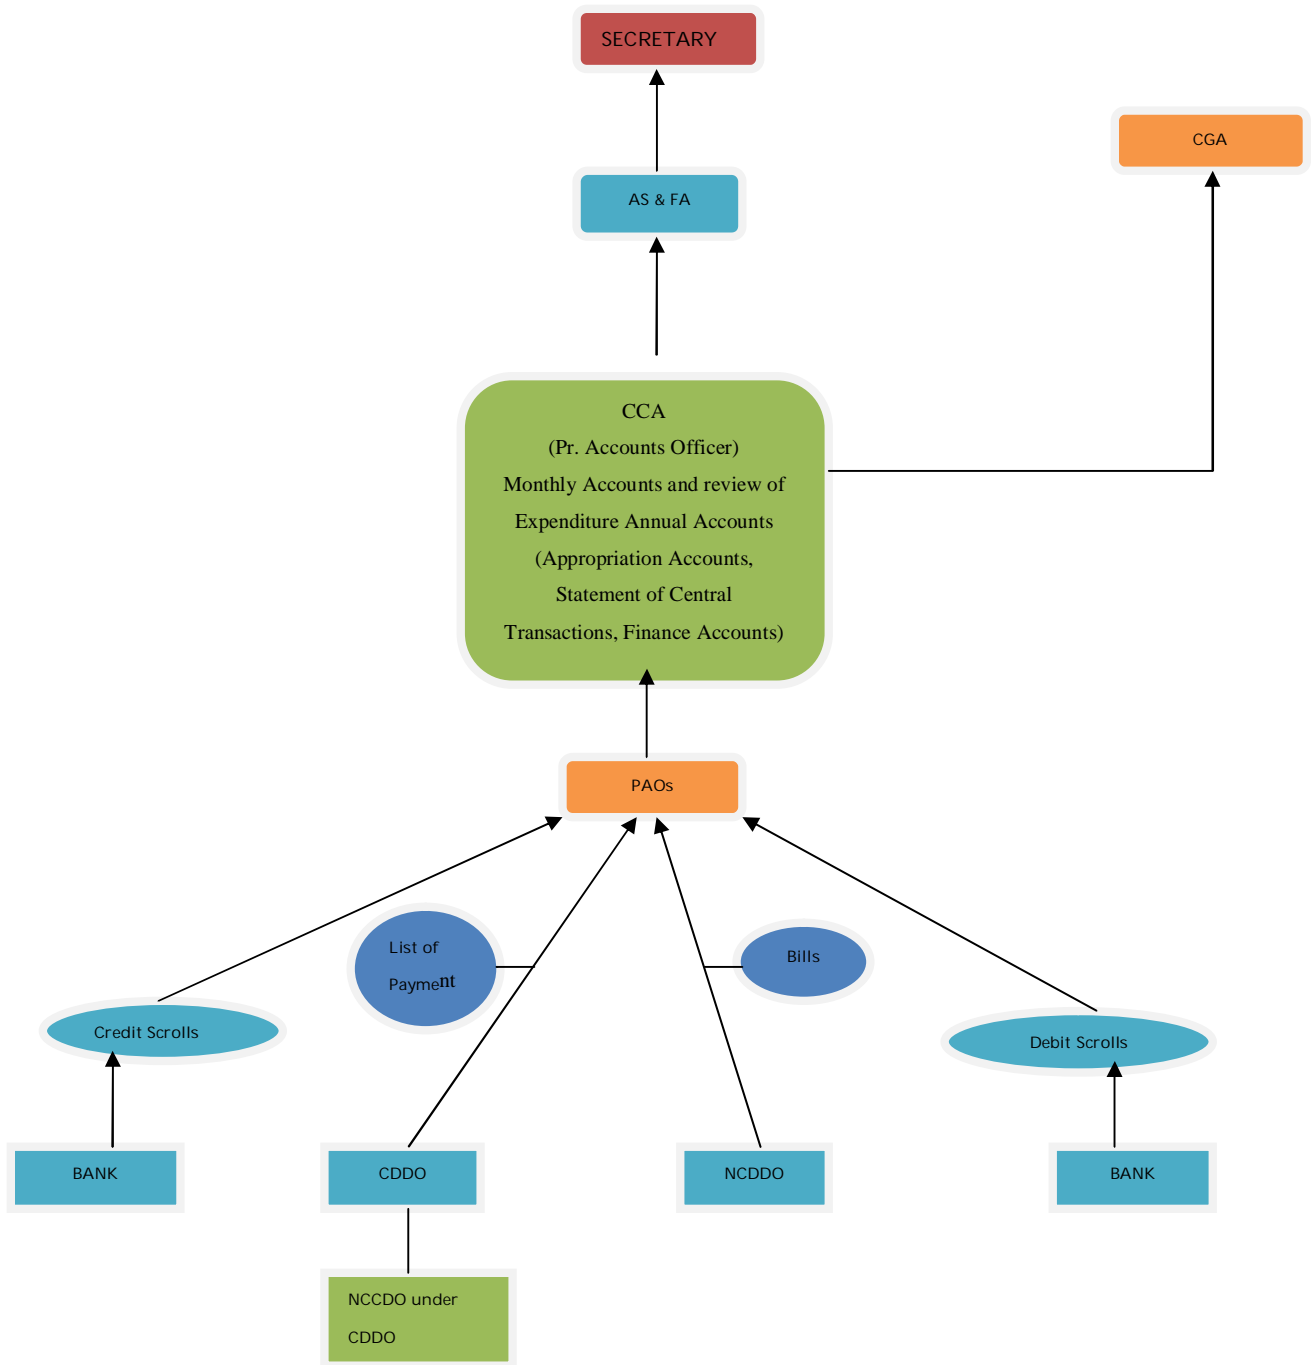 SECRETARY
CGA
AS & FA
CCA
(Pr. Accounts Officer)
Monthly Accounts and review of
Expenditure Annual Accounts
(Appropriation Accounts,
Statement of Central
Transactions, Finance Accounts)
PAOs
List of
Payment
Bills
Credit Scrolls
Debit Scrolls
BANK
CDDO
NCDDO
BANK
NCCDO under
CDDO